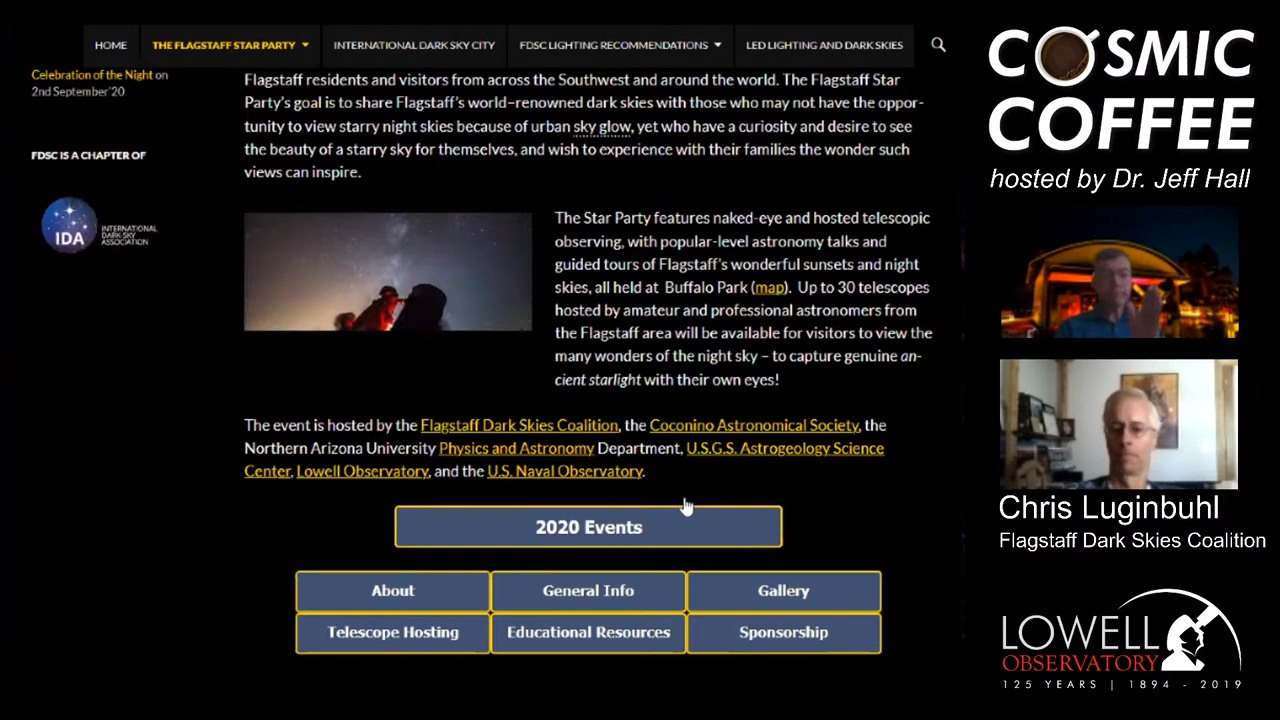 HOME
THE FLAGSTAFF STAR PARTY
INTERNATIONAL DARK SKY CITY
FDSC LIGHTING RECOMMENDATIONS
LED LIGHTING AND DARK SKIES
Celebration of the Night on
2nd September'20
FDSC IS A CHAPTER OF
IDA
INTERNATIONAL
DARK-SKY
ASSOCIATION
Flagstaff residents and visitors from across the Southwest and around the world. The Flagstaff Star
Party's goal is to share Flagstaff's world–renowned dark skies with those who may not have the oppor-
tunity to view starry night skies because of urban sky glow, yet who have a curiosity and desire to see
the beauty of a starry sky for themselves, and wish to experience with their families the wonder such
views can inspire.
The Star Party features naked-eye and hosted telescopic
observing, with popular-level astronomy talks and
guided tours of Flagstaff's wonderful sunsets and night
skies, all held at Buffalo Park (map). Up to 30 telescopes
hosted by amateur and professional astronomers from
the Flagstaff area will be available for visitors to view the
many wonders of the night sky – to capture genuine an-
cient starlight with their own eyes!
The event is hosted by the Flagstaff Dark Skies Coalition, the Coconino Astronomical Society, the
Northern Arizona University Physics and Astronomy Department, U.S.G.S. Astrogeology Science
Center, Lowell Observatory, and the U.S. Naval Observatory.
2020 Events
About
General Info
Gallery
Telescope Hosting
Educational Resources
Sponsorship
COSMIC
COFFEE
hosted by Dr. Jeff Hall
Chris Luginbuhl
Flagstaff Dark Skies Coalition
LOWELL
OBSERVATORY
125 YEARS | 1894 - 2019